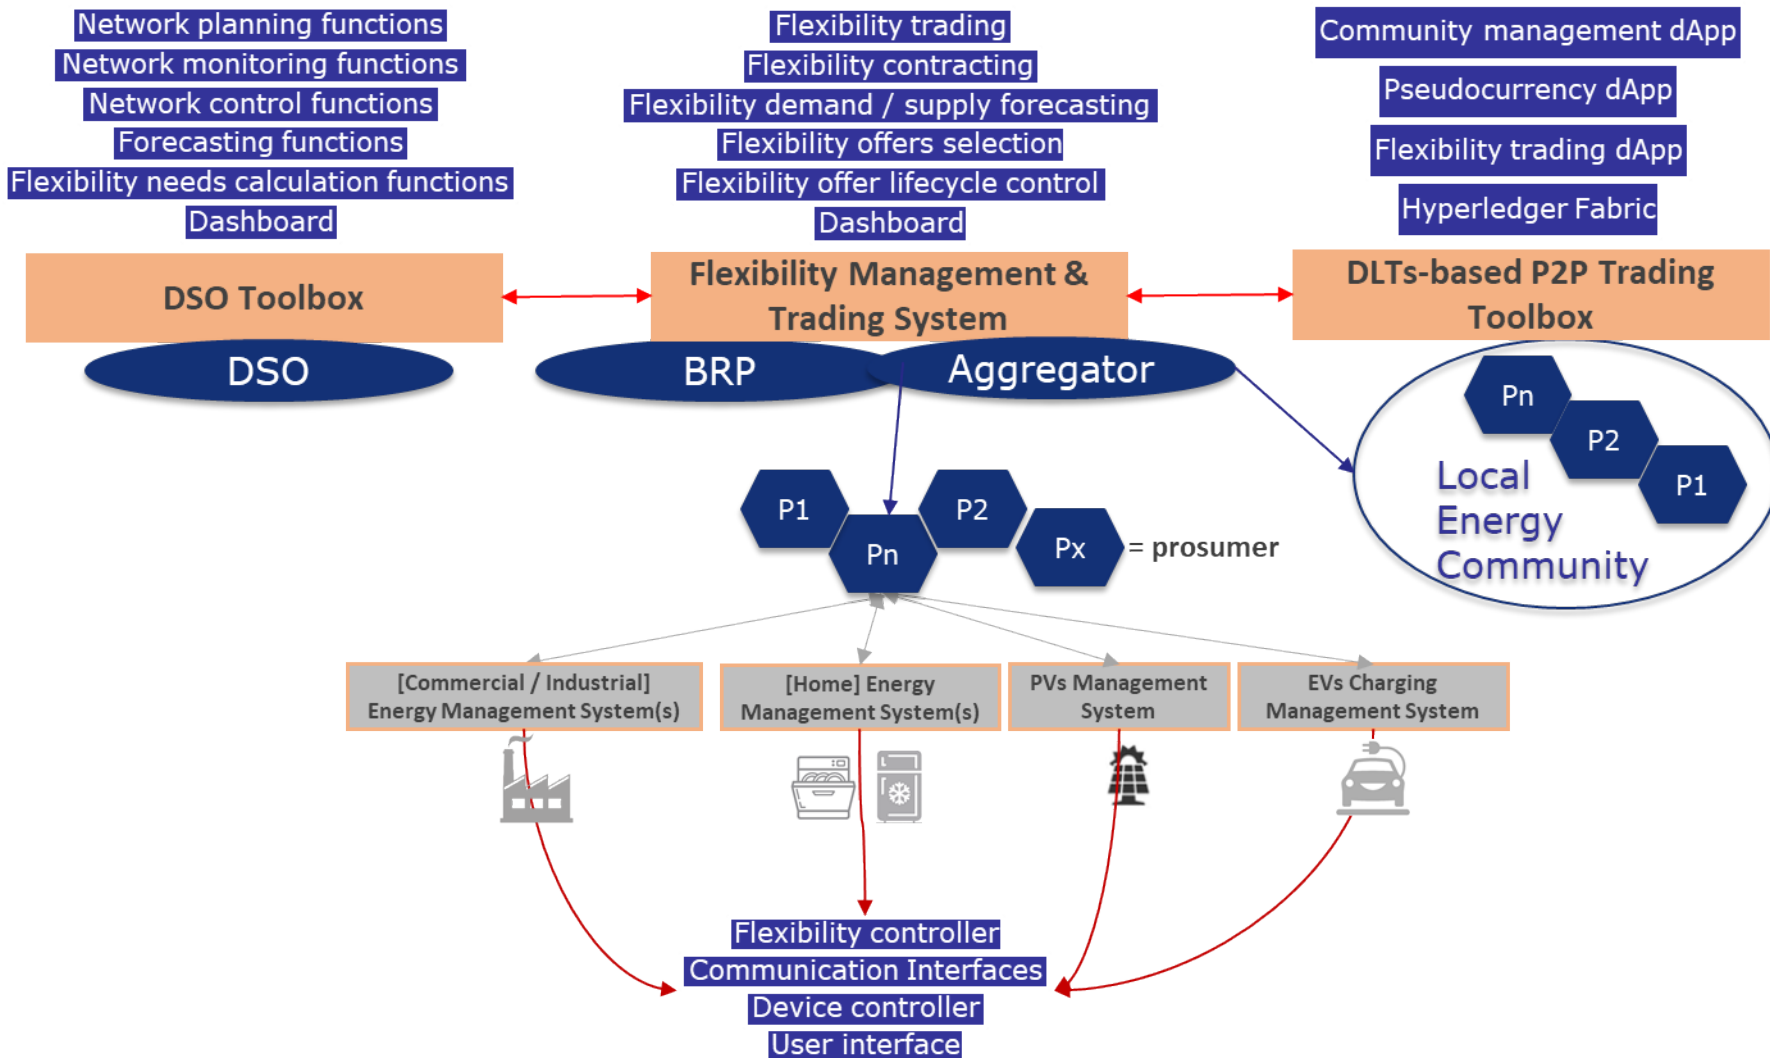 Network planning functions
Network monitoring functions
Network control functions
Forecasting functions
Flexibility needs calculation functions
Dashboard
DSO Toolbox
DSO
Flexibility trading
Flexibility contracting
Flexibility demand / supply forecasting
Flexibility offers selection
Flexibility offer lifecycle control
Dashboard
Flexibility Management &
Trading System
BRP
Aggregator
Community management dApp
Pseudocurrency dApp
Flexibility trading dApp
Hyperledger Fabric
DLTs-based P2P Trading
Toolbox
Pn
P2
P1
Local
Energy
Community
P1
Pn
P2
Px
= prosumer
[Commercial / Industrial]
Energy Management System(s)
[Home] Energy
Management System(s)
PVs Management
System
EVs Charging
Management System
Flexibility controller
Communication Interfaces
Device controller
User interface